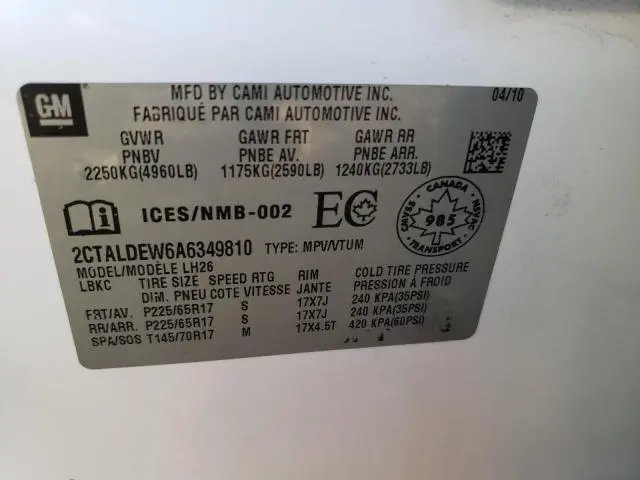 GM
MFD BY CAMI AUTOMOTIVE INC. 04/10
FABRIQUÉ PAR CAMI AUTOMOTIVE INC.
GVWR GAWR FRT GAWR RR
PNBV PNBE AV. PNBE ARR.
2250KG(4960LB) 1175KG(2590LB) 1240KG(2733LB)
ICES/NMB-002 EC
CANADA
CMVSS 985 NVSAC
TRANSPORT
2CTALDEW6A6349810 TYPE: MPV/VTUM
MODEL/MODÈLE LH26
LBKC TIRE SIZE SPEED RTG RIM COLD TIRE PRESSURE
DIM. PNEU COTE VITESSE JANTE PRESSION À FROID
FRT/AV. P225/65R17 S 17X7J 240 KPA(35PSI)
RR/ARR. P225/65R17 S 17X7J 240 KPA(35PSI)
SPA/SOS T145/70R17 M 17X4.5T 420 KPA(60PSI)